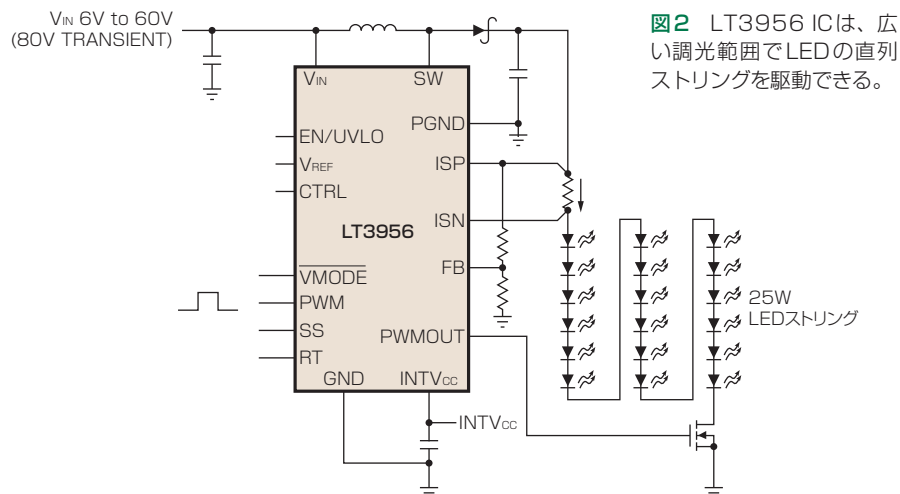 VIN 6V to 60V
(80V TRANSIENT)
図2 LT3956 ICは、広
い調光範囲でLEDの直列
ストリングを駆動できる。
VIN
SW
PGND
EN/UVLO
VREF
CTRL
ISP
ISN
LT3956
FB
VMODE
PWM
SS
RT
PWMOUT
GND
INTVCC
INTVCC
25W
LEDストリング